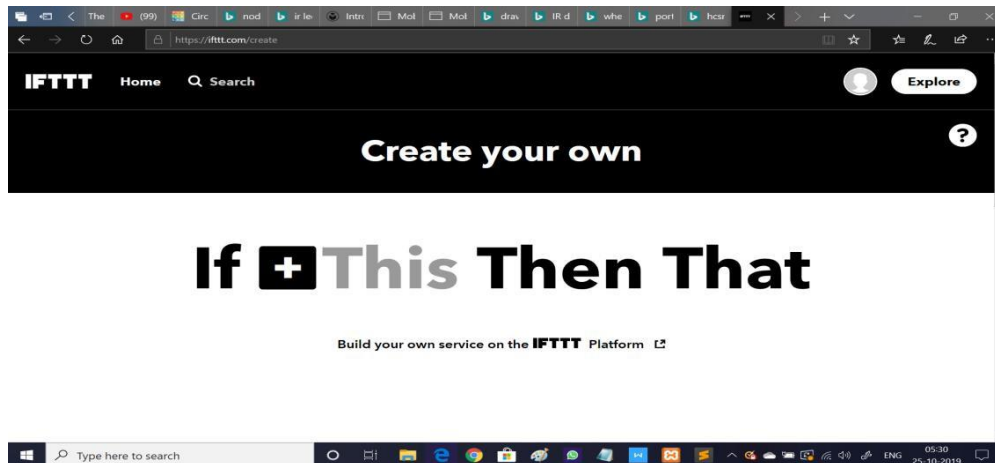 The (99) Circ nod ir le Intr Mol Mol drav IR d whe port hcsr
https://ifttt.com/create
IFTTT Home Search Explore
Create your own ?
If + This Then That
Build your own service on the IFTTT Platform
Type here to search ENG 05:30
25-10-2019